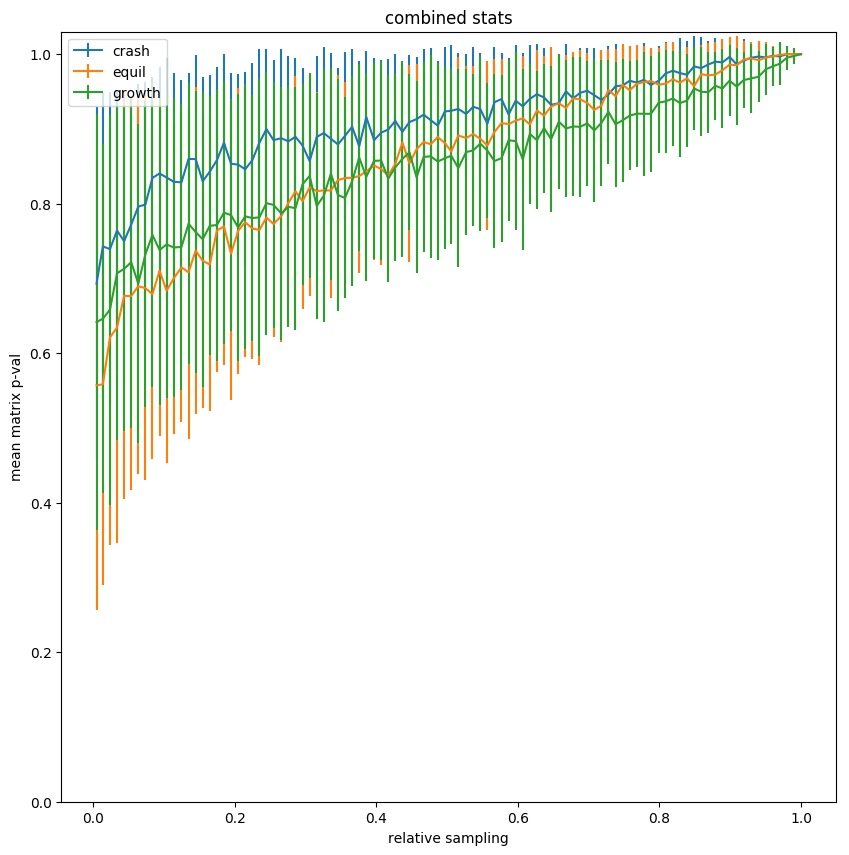 combined stats
crash
equil
growth
mean matrix p-val
1.0
0.8
0.6
0.4
0.2
0.0
0.0 0.2 0.4 0.6 0.8 1.0
relative sampling